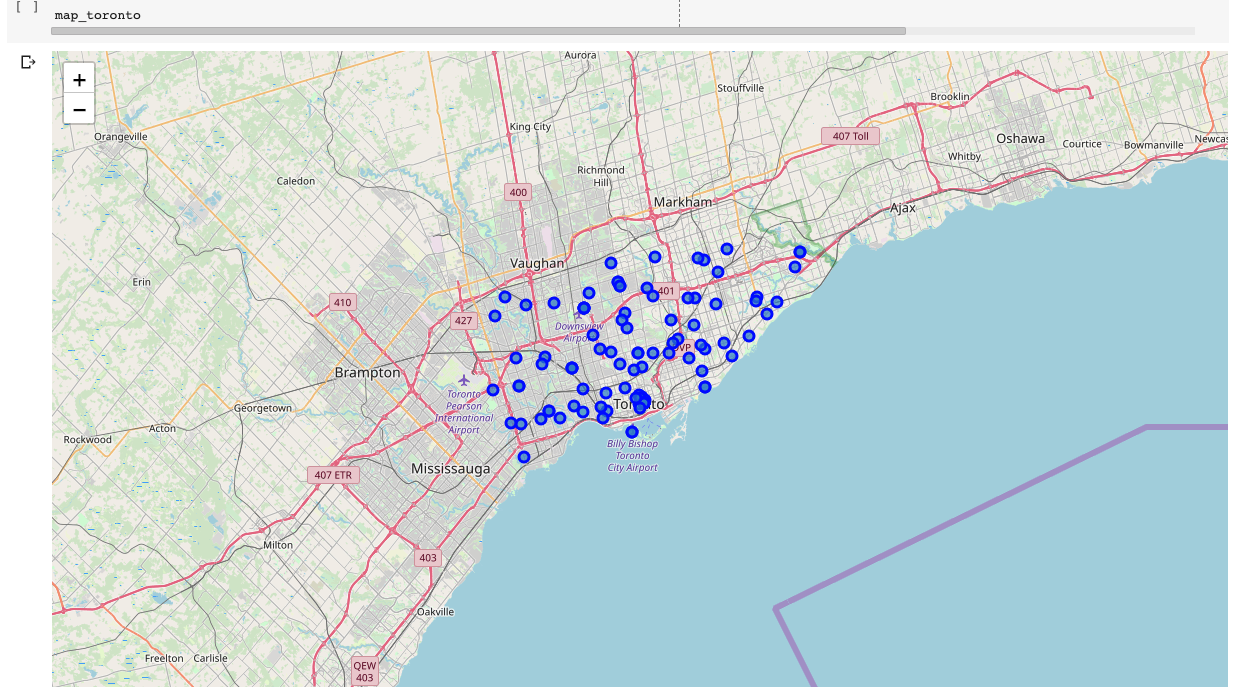 [ ]
map_toronto
+
−
Aurora
Stouffville
Brooklin
Orangeville
King City
407 Toll
Oshawa
Courtice
Bowmanville
Newcas
Whitby
Richmond
Hill
Caledon
400
Markham
Ajax
Vaughan
Erin
410
401
427
Downsview
Airpo
DVP
Brampton
Toronto
Pearson
International
Airport
Georgetown
Acton
Rockwood
Billy Bishop
Toronto
City Airport
Mississauga
407 ETR
Milton
403
Oakville
Freelton
Carlisle
QEW
403